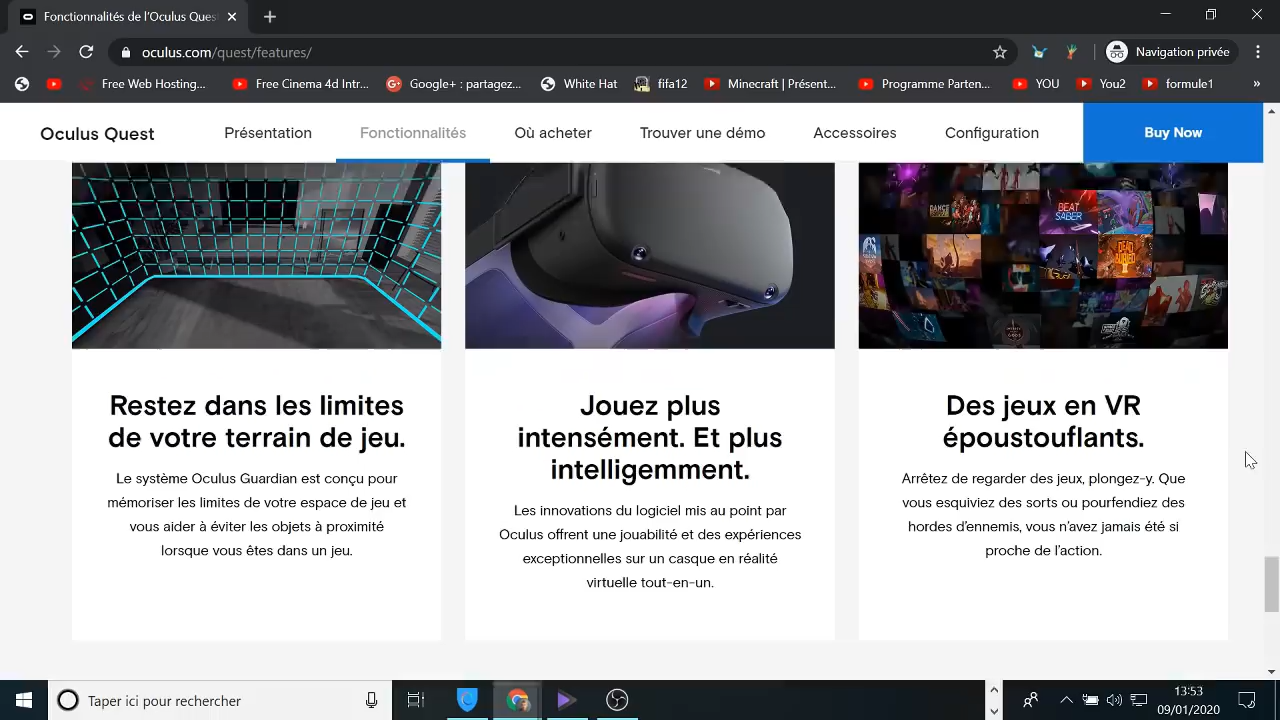 Fonctionnalités de l'Oculus Ques
oculus.com/quest/features/
Navigation privée
Free Web Hosting...
Free Cinema 4d Intr...
Google+ : partagez...
White Hat
fifa12
Minecraft | Présent...
Programme Parten...
YOU
You2
formule1
»
Oculus Quest
Présentation
Fonctionnalités
Où acheter
Trouver une démo
Accessoires
Configuration
Buy Now
BEAT
SABER
Restez dans les limites
de votre terrain de jeu.
Le système Oculus Guardian est conçu pour
mémoriser les limites de votre espace de jeu et
vous aider à éviter les objets à proximité
lorsque vous êtes dans un jeu.
Jouez plus
intensément. Et plus
intelligemment.
Les innovations du logiciel mis au point par
Oculus offrent une jouabilité et des expériences
exceptionnelles sur un casque en réalité
virtuelle tout-en-un.
Des jeux en VR
époustouflants.
Arrêtez de regarder des jeux, plongez-y. Que
vous esquiviez des sorts ou pourfendiez des
hordes d'ennemis, vous n'avez jamais été si
proche de l'action.
Taper ici pour rechercher
13:53
09/01/2020